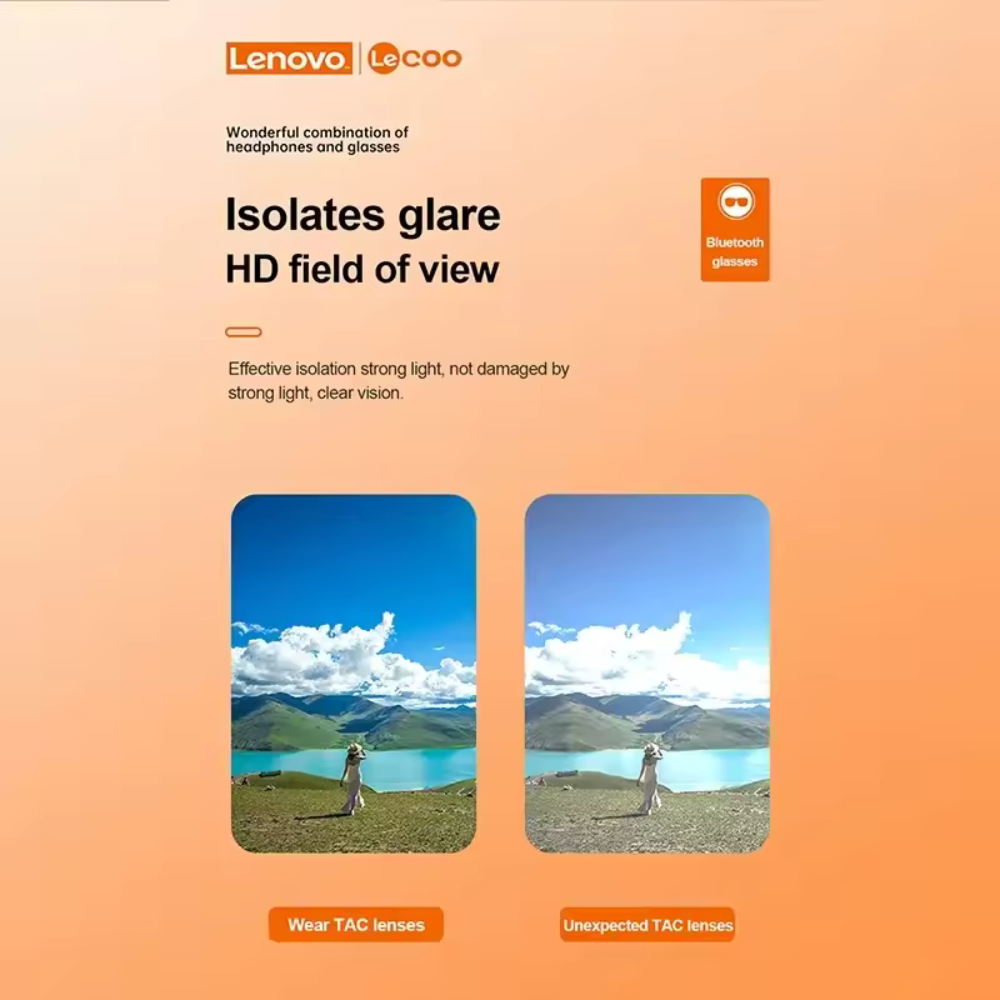 Lenovo | Lecoo
Wonderful combination of
headphones and glasses
Isolates glare
HD field of view
Bluetooth
glasses
Effective isolation strong light, not damaged by
strong light, clear vision.
Wear TAC lenses
Unexpected TAC lenses